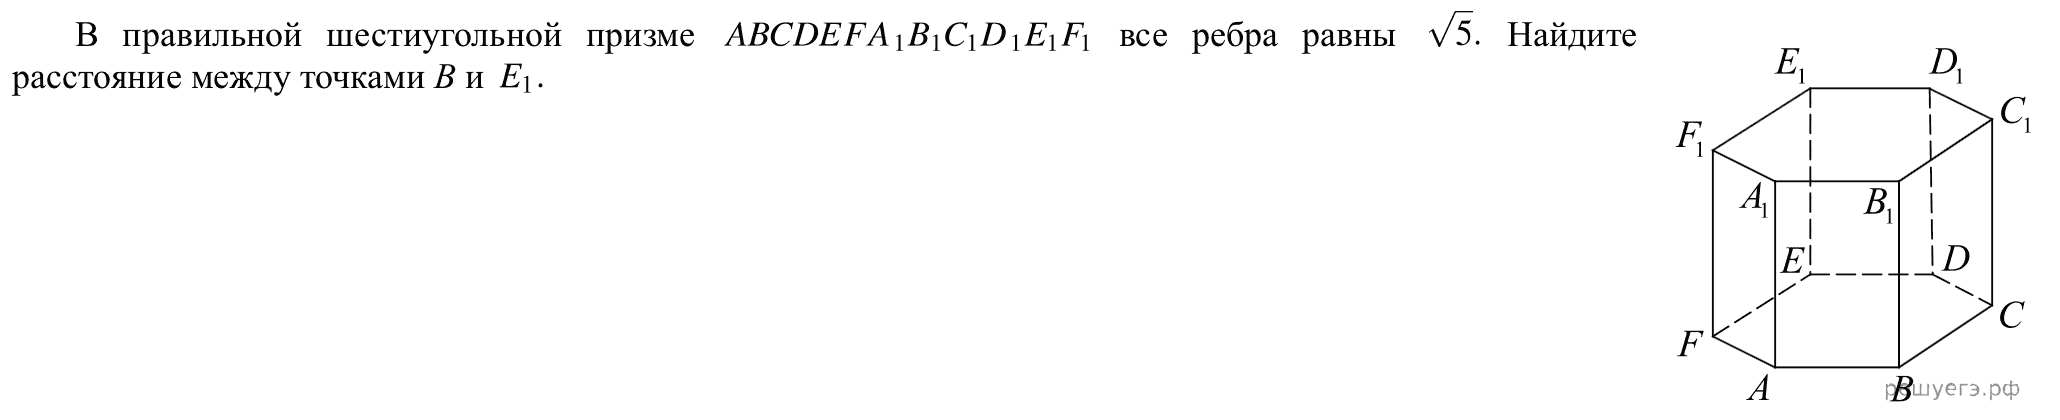 В правильной шестиугольной призме ABCDEFA₁B₁C₁D₁E₁F₁ все ребра равны √5. Найдите
расстояние между точками B и E₁.
E₁ D₁
C₁
F₁
A₁ B₁
E D
C
F
A B
решуегэ.рф